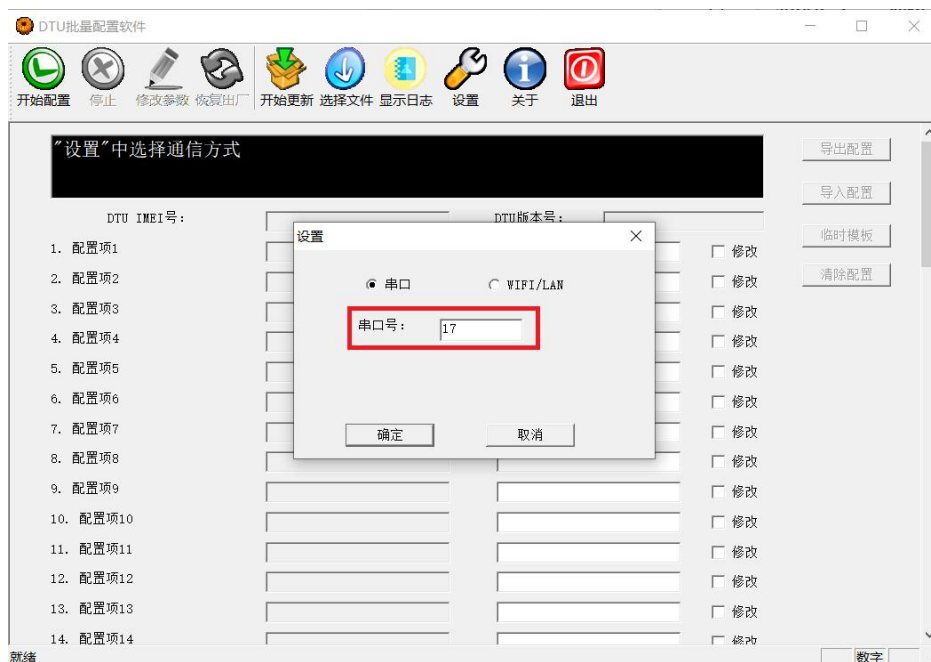 DTU批量配置软件
开始配置 停止 修改参数 恢复出厂 开始更新 选择文件 显示日志 设置 关于 退出
"设置"中选择通信方式
导出配置
导入配置
DTU IMEI号: DTU版本号:
临时模板
设置
1. 配置项1 修改
清除配置
2. 配置项2 修改
串口 WIFI/LAN
3. 配置项3 修改
串口号: 17
4. 配置项4 修改
5. 配置项5 修改
6. 配置项6 修改
7. 配置项7 修改
确定 取消
8. 配置项8 修改
9. 配置项9 修改
10. 配置项10 修改
11. 配置项11 修改
12. 配置项12 修改
13. 配置项13 修改
14. 配置项14 修改
就绪 数字